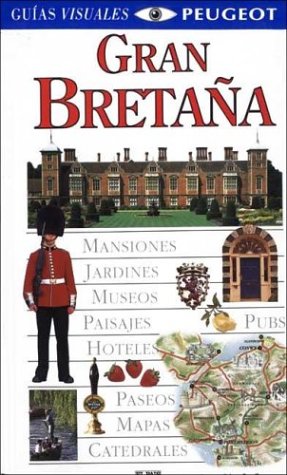 GUÍAS VISUALES PEUGEOT
GRAN
BRETAÑA
MANSIONES
JARDINES
MUSEOS
PAISAJES
PUBS
HOTELES
PASEOS
MAPAS
CATEDRALES